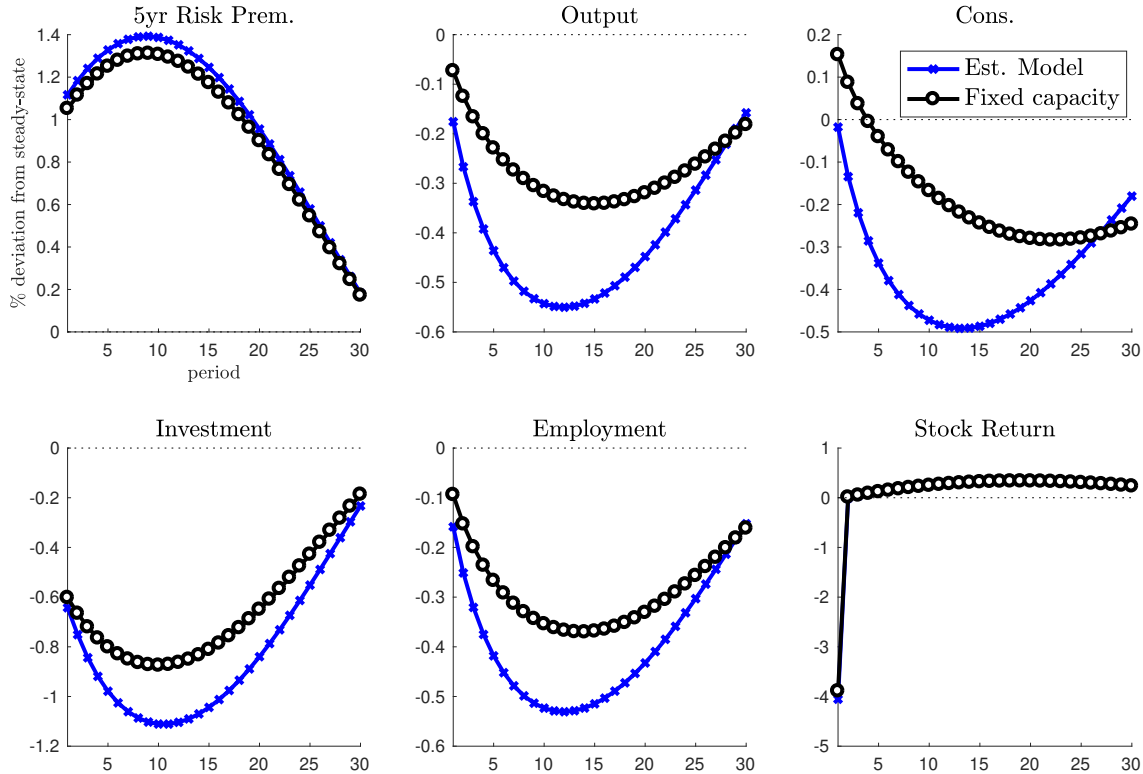 5yr Risk Prem.
% deviation from steady-state
1.4
1.2
1
0.8
0.6
0.4
0.2
0
5 10 15 20 25 30
period
Output
0
-0.1
-0.2
-0.3
-0.4
-0.5
-0.6
5 10 15 20 25 30
Cons.
Est. Model
Fixed capacity
0.2
0.1
0
-0.1
-0.2
-0.3
-0.4
-0.5
5 10 15 20 25 30
Investment
0
-0.2
-0.4
-0.6
-0.8
-1
-1.2
5 10 15 20 25 30
Employment
0
-0.1
-0.2
-0.3
-0.4
-0.5
-0.6
5 10 15 20 25 30
Stock Return
1
0
-1
-2
-3
-4
-5
5 10 15 20 25 30